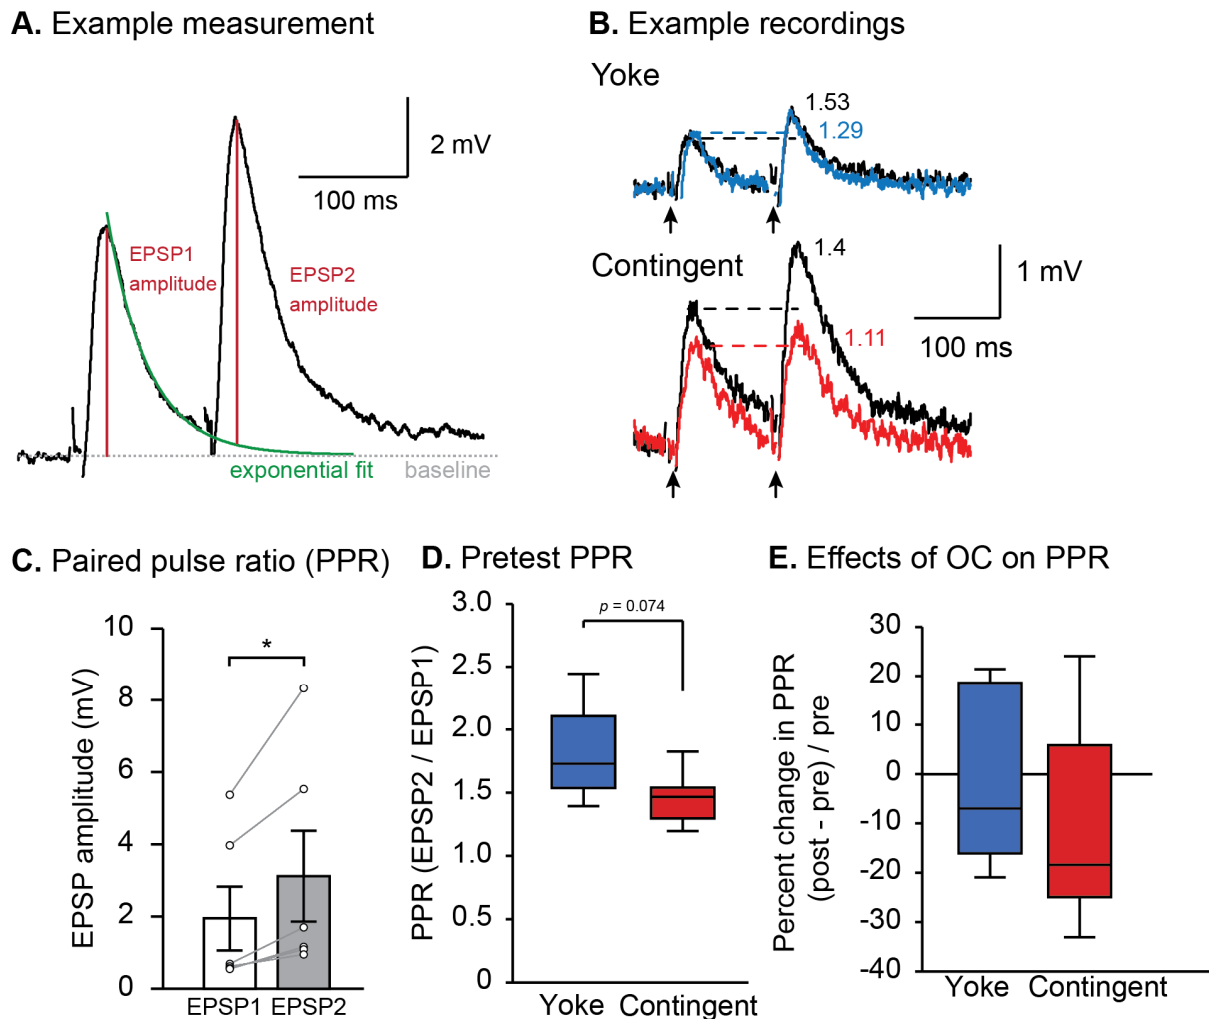 A. Example measurement
2 mV
100 ms
EPSP1
amplitude
EPSP2
amplitude
exponential fit
baseline
B. Example recordings
Yoke
1.53
1.29
Contingent
1.4
1.11
1 mV
100 ms
C. Paired pulse ratio (PPR)
EPSP amplitude (mV)
10
8
6
4
2
0
*
EPSP1
EPSP2
D. Pretest PPR
PPR (EPSP2 / EPSP1)
3.0
2.5
2.0
1.5
1.0
0.5
0
p = 0.074
Yoke
Contingent
E. Effects of OC on PPR
Percent change in PPR
(post - pre) / pre
30
20
10
0
-10
-20
-30
-40
Yoke
Contingent